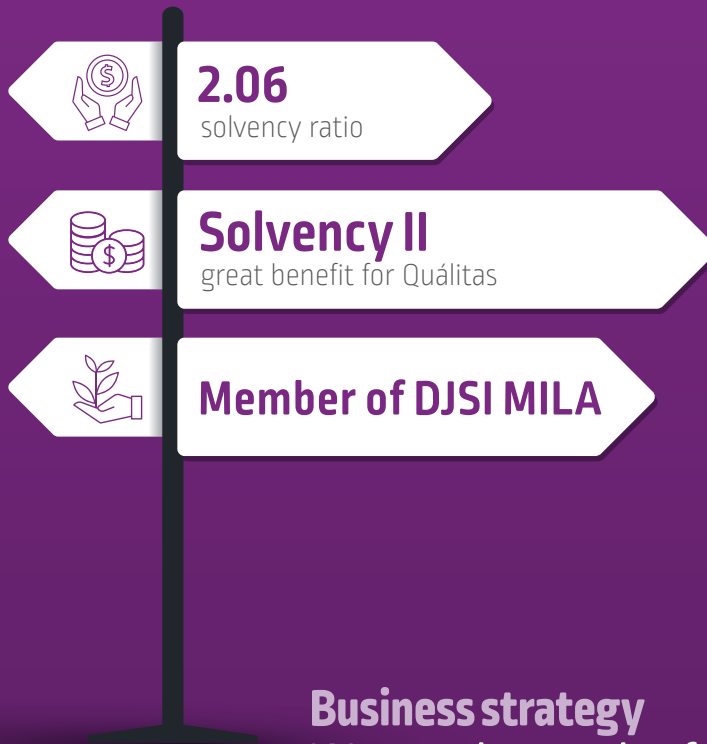 2.06
solvency ratio
Solvency II
great benefit for Quálitas
Member of DJSI MILA
Business strategy